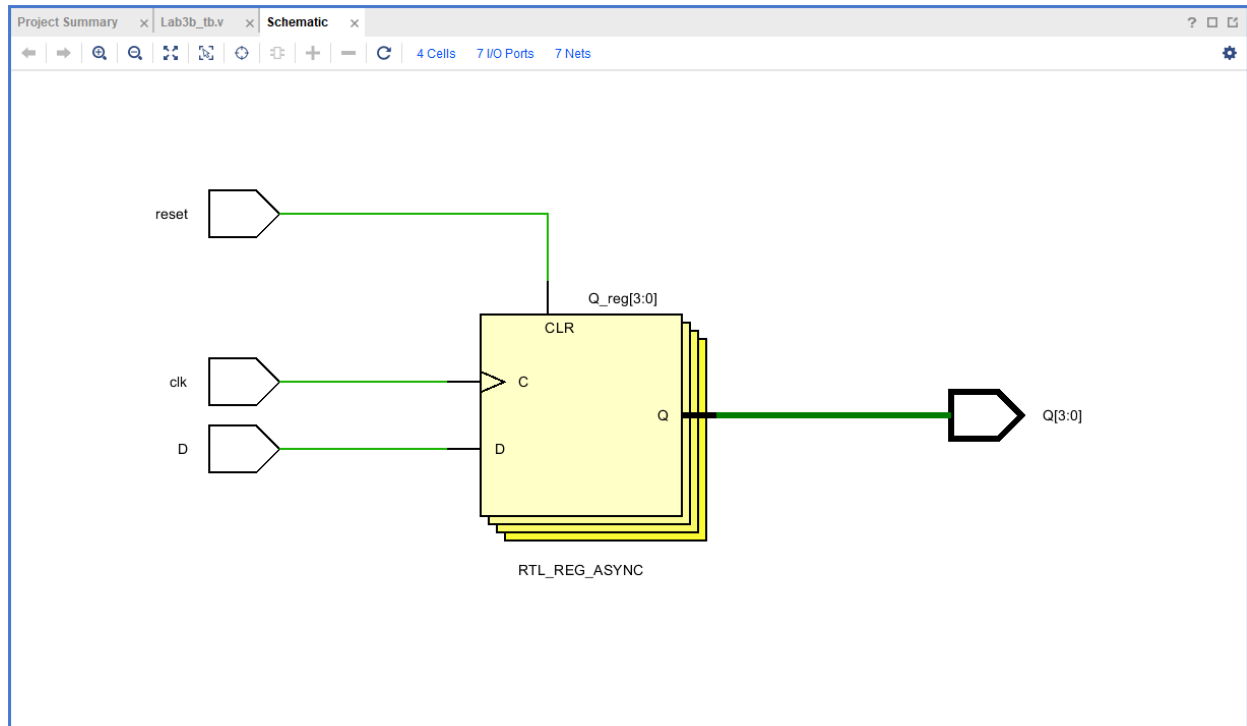 Project Summary
Lab3b_tb.v
Schematic
?
4 Cells
7 I/O Ports
7 Nets
reset
Q_reg[3:0]
CLR
clk
C
Q
Q[3:0]
D
D
RTL_REG_ASYNC